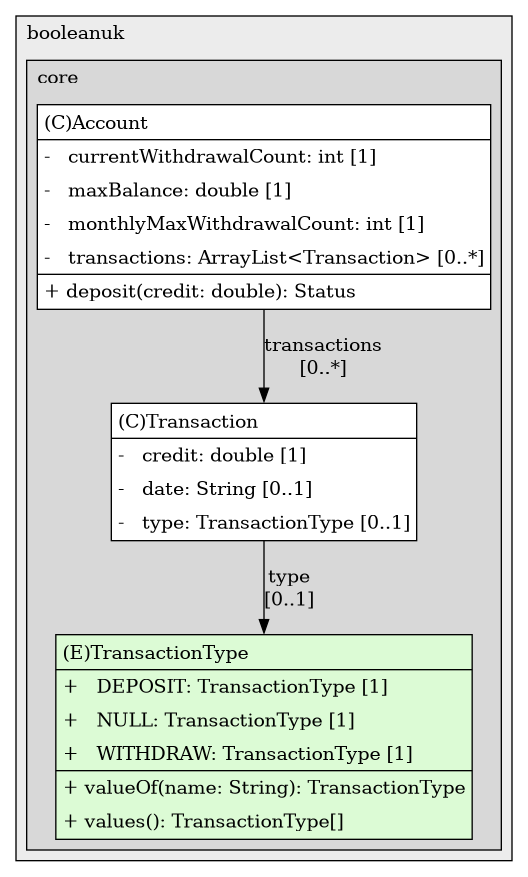 booleanuk
core
(C)Account
- currentWithdrawalCount: int [1]
- maxBalance: double [1]
- monthlyMaxWithdrawalCount: int [1]
- transactions: ArrayList<Transaction> [0..*]
+ deposit(credit: double): Status
transactions
[0..*]
(C)Transaction
- credit: double [1]
- date: String [0..1]
- type: TransactionType [0..1]
type
[0..1]
(E)TransactionType
+ DEPOSIT: TransactionType [1]
+ NULL: TransactionType [1]
+ WITHDRAW: TransactionType [1]
+ valueOf(name: String): TransactionType
+ values(): TransactionType[]